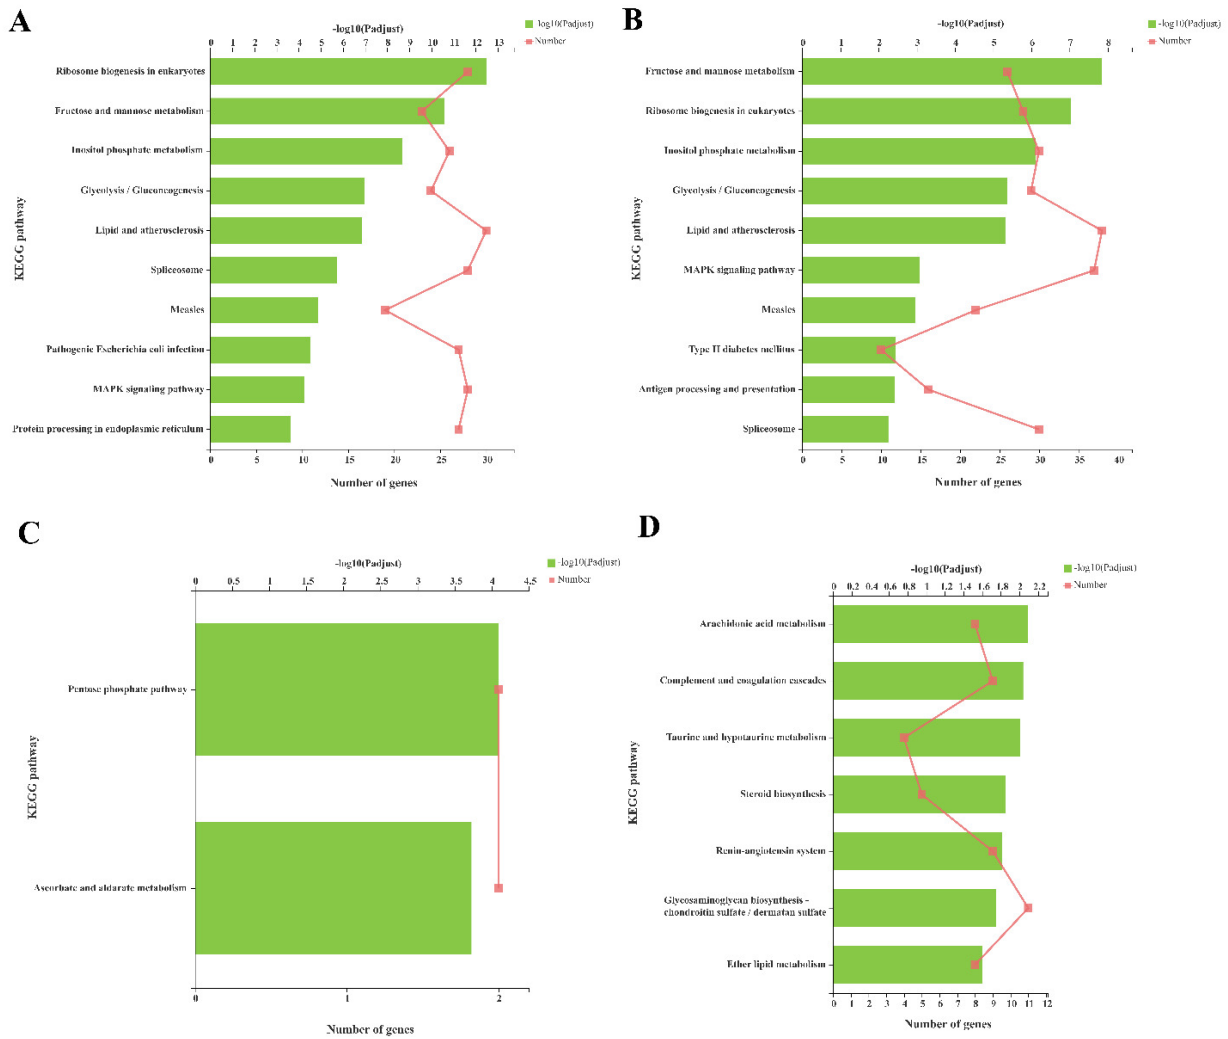 A
-log10(Padjust)
-log10(Padjust)
Number
0 1 2 3 4 5 6 7 8 9 10 11 12 13
Ribosome biogenesis in eukaryotes
Fructose and mannose metabolism
Inositol phosphate metabolism
Glycolysis / Gluconeogenesis
Lipid and atherosclerosis
Spliceosome
Measles
Pathogenic Escherichia coli infection
MAPK signaling pathway
Protein processing in endoplasmic reticulum
KEGG pathway
0 5 10 15 20 25 30
Number of genes
B
-log10(Padjust)
-log10(Padjust)
Number
0 1 2 3 4 5 6 7 8
Fructose and mannose metabolism
Ribosome biogenesis in eukaryotes
Inositol phosphate metabolism
Glycolysis / Gluconeogenesis
Lipid and atherosclerosis
MAPK signaling pathway
Measles
Type II diabetes mellitus
Antigen processing and presentation
Spliceosome
KEGG pathway
0 5 10 15 20 25 30 35 40
Number of genes
C
-log10(Padjust)
-log10(Padjust)
Number
0 0.5 1 1.5 2 2.5 3 3.5 4 4.5
Pentose phosphate pathway
Ascorbate and aldarate metabolism
KEGG pathway
0 1 2
Number of genes
D
-log10(Padjust)
-log10(Padjust)
Number
0 0.2 0.4 0.6 0.8 1 1.2 1.4 1.6 1.8 2 2.2
Arachidonic acid metabolism
Complement and coagulation cascades
Taurine and hypotaurine metabolism
Steroid biosynthesis
Renin-angiotensin system
Glycosaminoglycan biosynthesis -
chondroitin sulfate / dermatan sulfate
Ether lipid metabolism
KEGG pathway
0 1 2 3 4 5 6 7 8 9 10 11 12
Number of genes